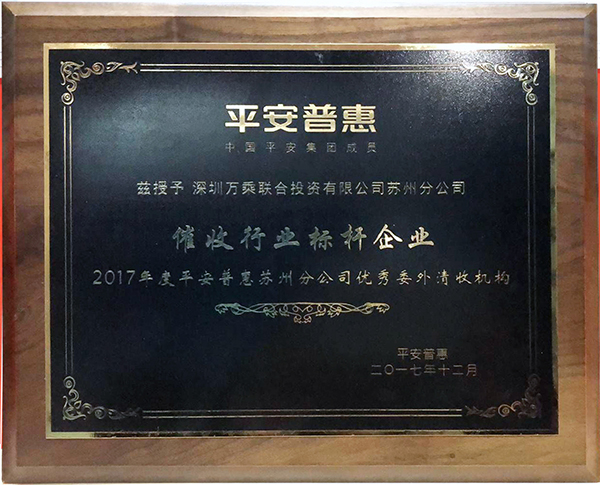 平安普惠
中国平安集团成员
兹授予 深圳万乘联合投资有限公司苏州分公司
催收行业标杆企业
2017年度平安普惠苏州分公司优秀委外清收机构
平安普惠
二〇一七年十二月